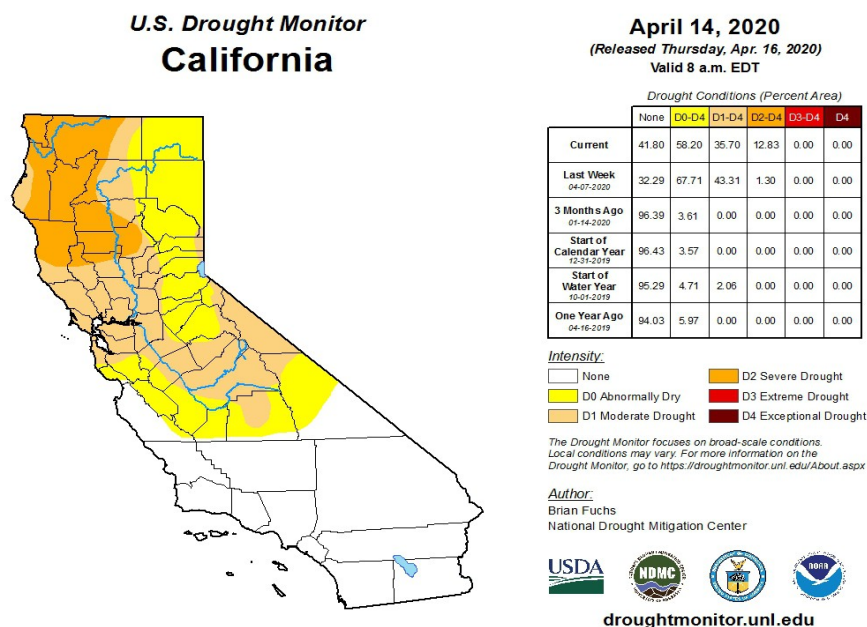 U.S. Drought Monitor
California
April 14, 2020
(Released Thursday, Apr. 16, 2020)
Valid 8 a.m. EDT
Drought Conditions (Percent Area)
None D0-D4 D1-D4 D2-D4 D3-D4 D4
Current 41.80 58.20 35.70 12.83 0.00 0.00
Last Week 32.29 67.71 43.31 1.30 0.00 0.00
04-07-2020
3 Months Ago 96.39 3.61 0.00 0.00 0.00 0.00
01-14-2020
Start of
Calendar Year 96.43 3.57 0.00 0.00 0.00 0.00
12-31-2019
Start of
Water Year 95.29 4.71 2.06 0.00 0.00 0.00
10-01-2019
One Year Ago 94.03 5.97 0.00 0.00 0.00 0.00
04-16-2019
Intensity:
None
D0 Abnormally Dry
D1 Moderate Drought
D2 Severe Drought
D3 Extreme Drought
D4 Exceptional Drought
The Drought Monitor focuses on broad-scale conditions.
Local conditions may vary. For more information on the
Drought Monitor, go to https://droughtmonitor.unl.edu/About.aspx
Author:
Brian Fuchs
National Drought Mitigation Center
USDA
NDMC
NOAA
droughtmonitor.unl.edu